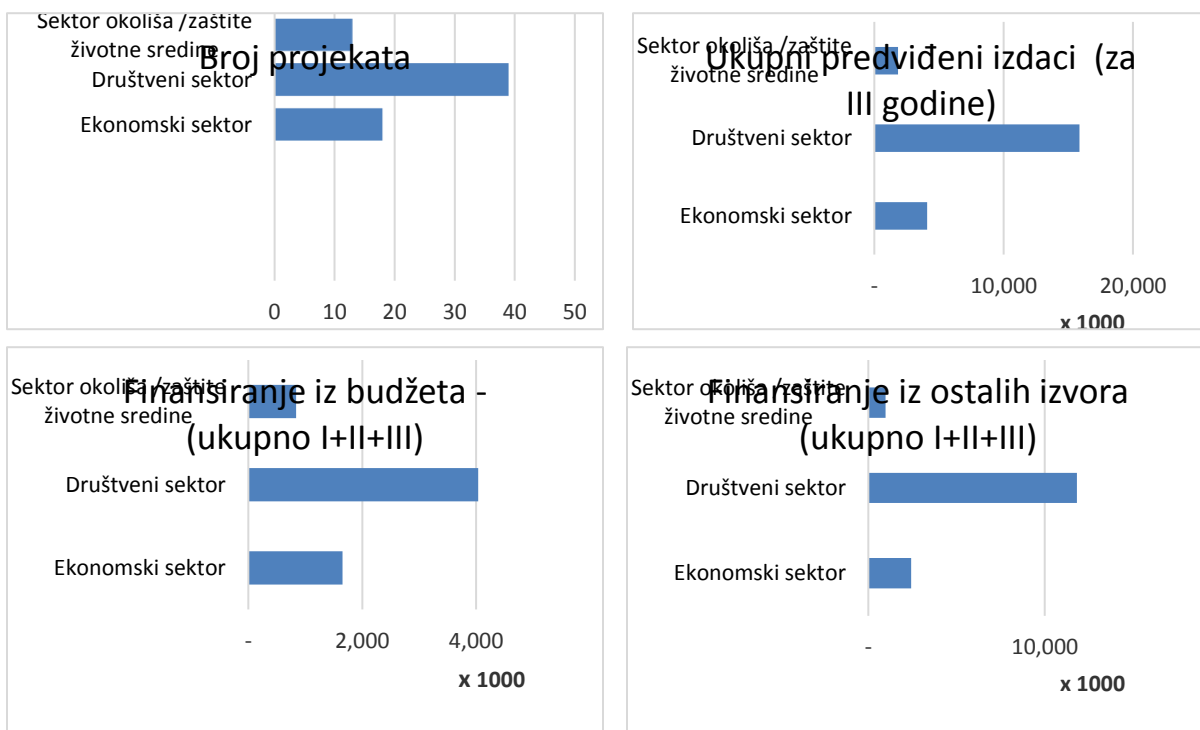 Broj projekata
Sektor okoliša /zaštite
životne sredine
Društveni sektor
Ekonomski sektor
0 10 20 30 40 50
Ukupni predviđeni izdaci (za
III godine)
Sektor okoliša /zaštite
životne sredine
Društveni sektor
Ekonomski sektor
- 10,000 20,000
x 1000
Finansiranje iz budžeta -
(ukupno I+II+III)
Sektor okoliša /zaštite
životne sredine
Društveni sektor
Ekonomski sektor
- 2,000 4,000
x 1000
Finansiranje iz ostalih izvora
(ukupno I+II+III)
Sektor okoliša /zaštite
životne sredine
Društveni sektor
Ekonomski sektor
- 10,000
x 1000